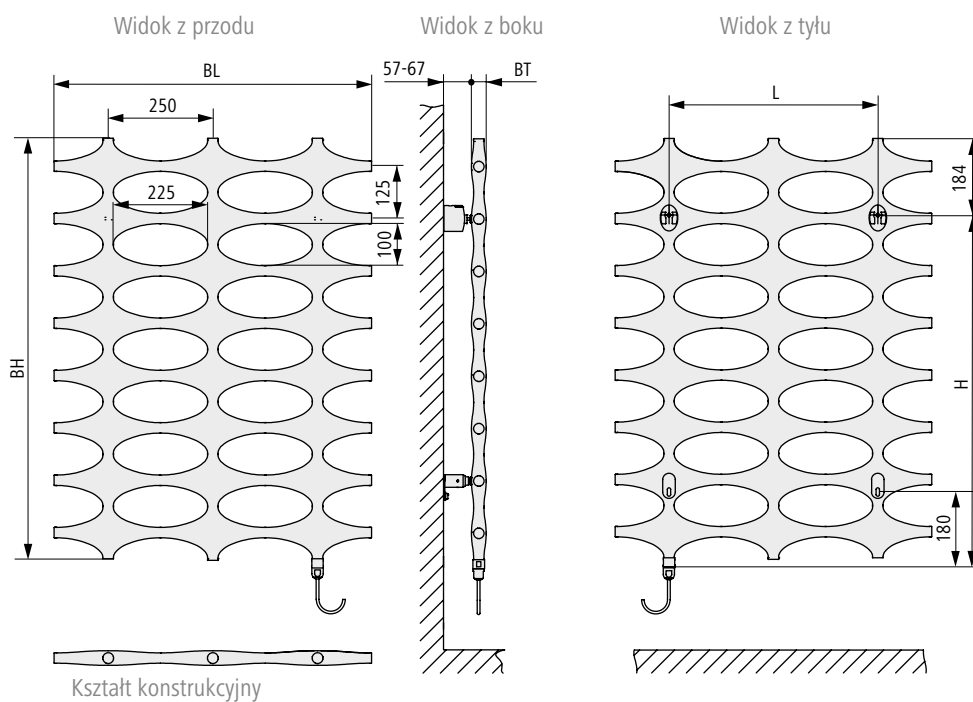 Widok z przodu
Widok z boku
Widok z tyłu
BL
57-67
BT
L
250
225
125
100
184
BH
H
180
Kształt konstrukcyjny